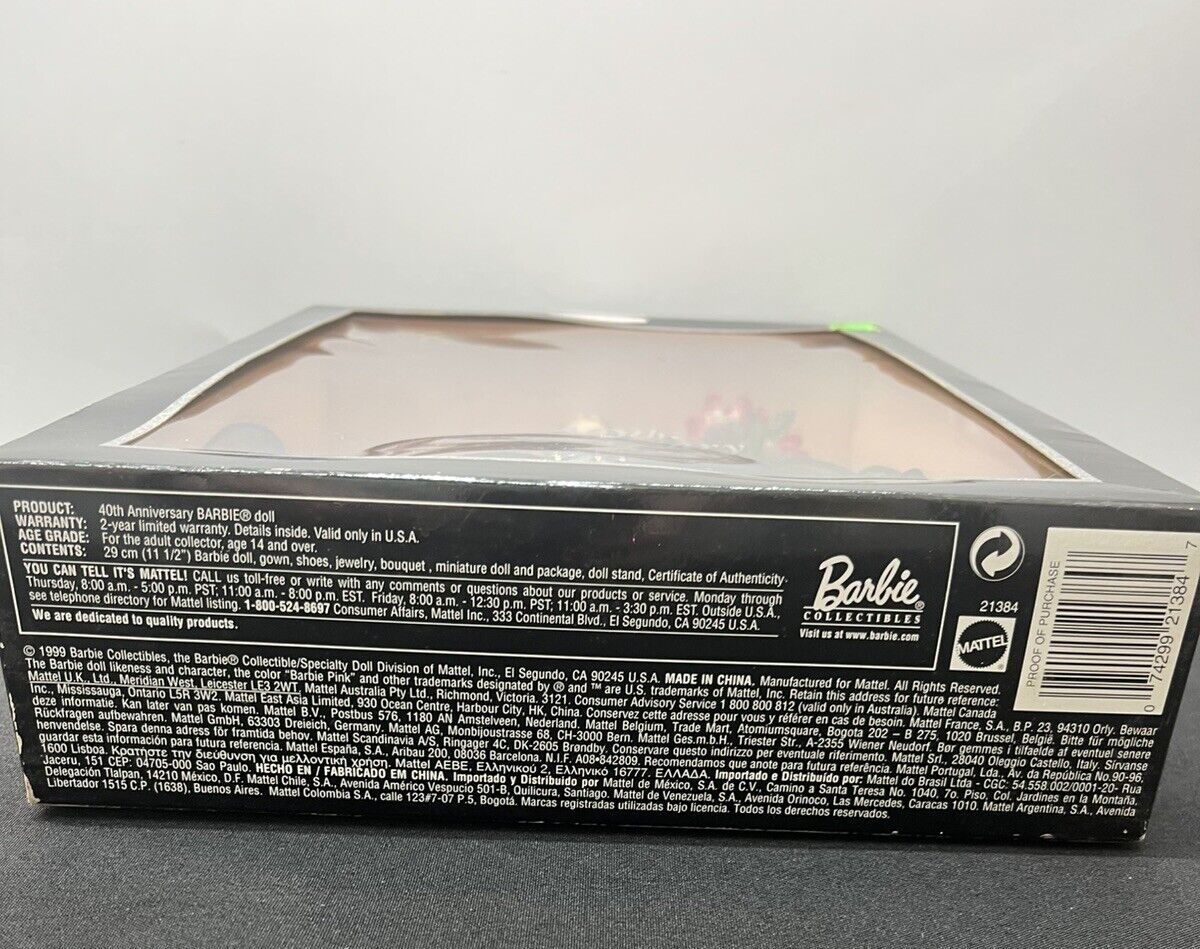 PRODUCT: 40th Anniversary BARBIE® doll
WARRANTY: 2-year limited warranty. Details inside. Valid only in U.S.A.
AGE GRADE: For the adult collector, age 14 and over.
CONTENTS: 29 cm (11 1/2") Barbie doll, gown, shoes, jewelry, bouquet , miniature doll and package, doll stand, Certificate of Authenticity.
YOU CAN TELL IT'S MATTEL! CALL us toll-free or write with any comments or questions about our products or service. Monday through
Thursday, 8:00 a.m. - 5:00 p.m. PST; 11:00 a.m. - 8:00 p.m. EST. Friday, 8:00 a.m. - 12:30 p.m. PST; 11:00 a.m. - 3:30 p.m. EST. Outside U.S.A.,
see telephone directory for Mattel listing. 1-800-524-8697 Consumer Affairs, Mattel Inc., 333 Continental Blvd., El Segundo, CA 90245 U.S.A.
We are dedicated to quality products.
Barbie®
COLLECTIBLES
Visit us at www.barbie.com
21384
MATTEL
PROOF OF PURCHASE
0 74299 21384 7
© 1999 Barbie Collectibles, the Barbie® Collectible/Specialty Doll Division of Mattel, Inc., El Segundo, CA 90245 U.S.A. MADE IN CHINA. Manufactured for Mattel. All Rights Reserved.
The Barbie doll likeness and character, the color "Barbie Pink" and other trademarks designated by ® and ™ are U.S. trademarks of Mattel, Inc. Retain this address for future reference:
Mattel U.K., Ltd., Meridian West, Leicester LE3 2WT. Mattel Australia Pty Ltd., Richmond, Victoria. 3121. Consumer Advisory Service 1 800 800 812 (valid only in Australia). Mattel Canada
Inc., Mississauga, Ontario L5R 3W2. Mattel East Asia Limited, 930 Ocean Centre, Harbour City, HK, China. Conservez cette adresse pour vous y référer en cas de besoin. Mattel France, S.A., B.P. 23, 94310 Orly. Bewaar
deze informatie. Kan later van pas komen. Mattel B.V., Postbus 576, 1180 AN Amstelveen, Nederland. Mattel Belgium, Trade Mart, Atomiumsquare, Bogota 202 – B 275, 1020 Brussel, België. Bitte für mögliche
Rückfragen aufbewahren. Mattel GmbH, 63303 Dreieich, Germany. Mattel AG, Monbijoustrasse 68, CH-3000 Bern. Mattel Ges.m.b.H., Triester Str., A-2355 Wiener Neudorf. Bør gemmes i tilfælde af eventuel senere
henvendelse. Spara denna adress för framtida behov. Mattel Scandinavia A/S, Ringager 4C, DK-2605 Brøndby. Conservare questo indirizzo per eventuale riferimento. Mattel Srl., 28040 Oleggio Castello, Italy. Sirvanse
guardar esta información para futura referencia. Mattel España, S.A., Aribau 200, 08036 Barcelona. N.I.F. A08•842809. Recomendamos que anote para futura referência. Mattel Portugal, Lda., Av. da República No. 90-96,
1600 Lisboa. Κρατήστε την διεύθυνση για μελλοντική χρήση. Mattel AEBE, Ελληνικού 2, Ελληνικό 16777. ΕΛΛΑΔΑ. Importado e Distribuido por: Mattel do Brasil Ltda - CGC: 54.558.002/0001-20- Rua
Jaceru, 151 CEP: 04705-000 Sao Paulo. HECHO EN / FABRICADO EM CHINA. Importado y Distribuido por Mattel de México, S.A. de C.V., Camino a Santa Teresa No. 1040, 7o. Piso, Col. Jardines en la Montaña,
Delegación Tlalpan, 14210 México, D.F. Mattel Chile, S.A., Avenida Américo Vespucio 501-B, Quilicura, Santiago. Mattel de Venezuela, S.A., Avenida Orinoco, Las Mercedes, Caracas 1010. Mattel Argentina, S.A., Avenida
Libertador 1515 C.P. (1638), Buenos Aires. Mattel Colombia S.A., calle 123#7-07 P.5, Bogotá. Marcas registradas utilizadas bajo licencia. Todos los derechos reservados.